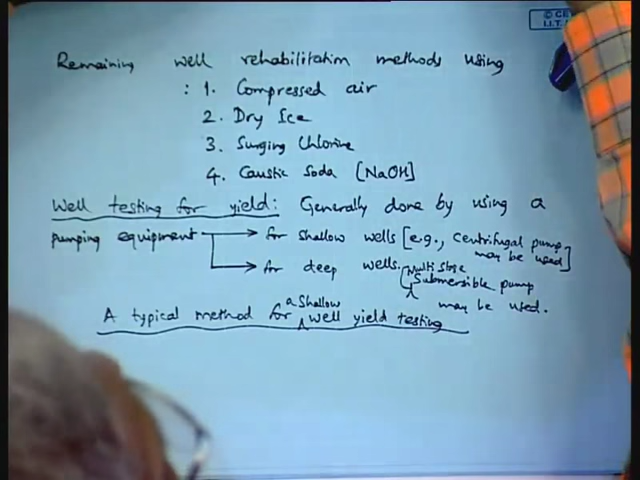 © CET
I.I.T.
Remaining well rehabilitation methods using
: 1. Compressed air
2. Dry Ice
3. Surging Chlorine
4. Caustic Soda [NaOH]
Well testing for yield: Generally done by using a
pumping equipment for shallow wells [e.g., Centrifugal pump
may be used]
for deep wells. Multi stage
(Submersible pump
may be used.
A typical method for a Shallow well yield testing